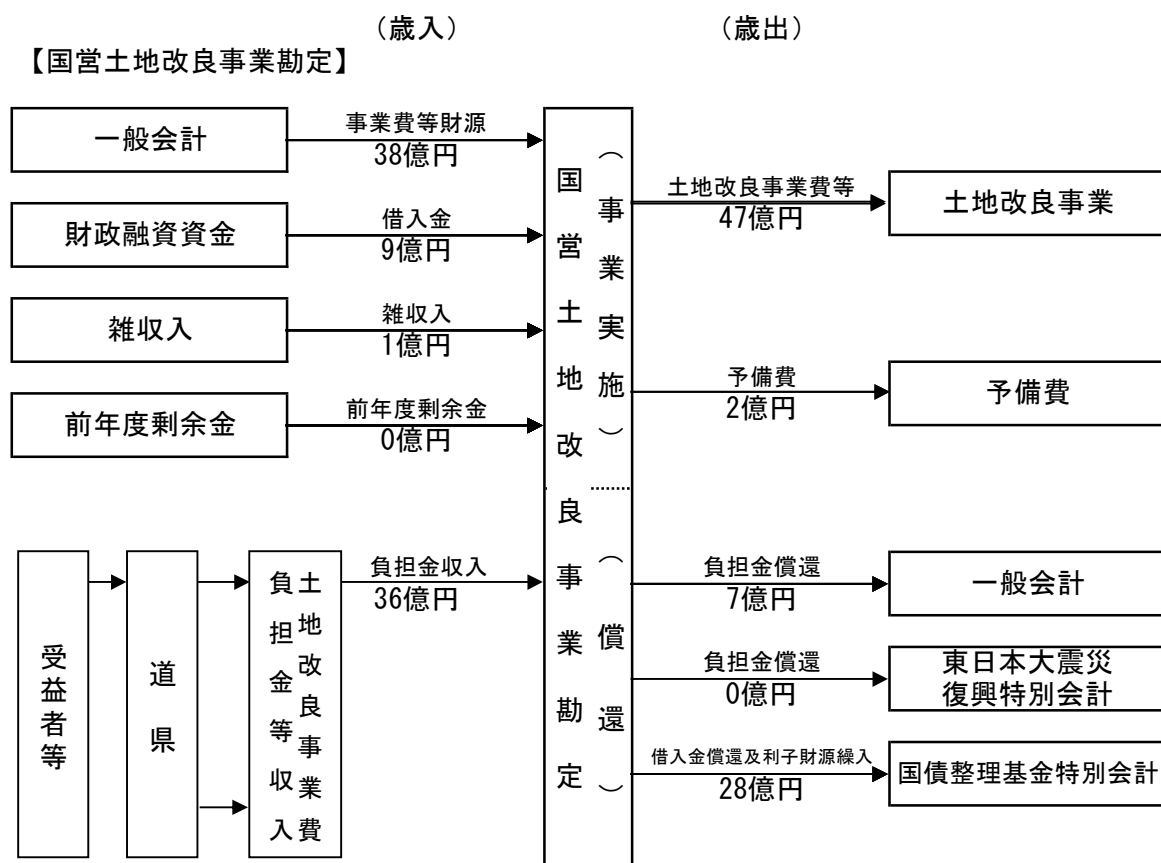 （歳入）
（歳出）
【国営土地改良事業勘定】
一般会計
事業費等財源
38億円
財政融資資金
借入金
9億円
雑収入
雑収入
1億円
前年度剰余金
前年度剰余金
0億円
受益者等
道県
土地改良事業費
負担金等収入
負担金収入
36億円
国営土地改良事業勘定
（事業実施）
（償還）
土地改良事業費等
47億円
土地改良事業
予備費
2億円
予備費
負担金償還
7億円
一般会計
負担金償還
0億円
東日本大震災
復興特別会計
借入金償還及利子財源繰入
28億円
国債整理基金特別会計